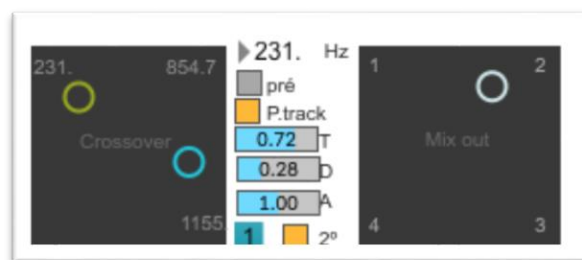 231. 854.7
Crossover
1155.
231. Hz
pré
P.track
0.72 T
0.28 D
1.00 A
1 2º
1 2
Mix out
4 3